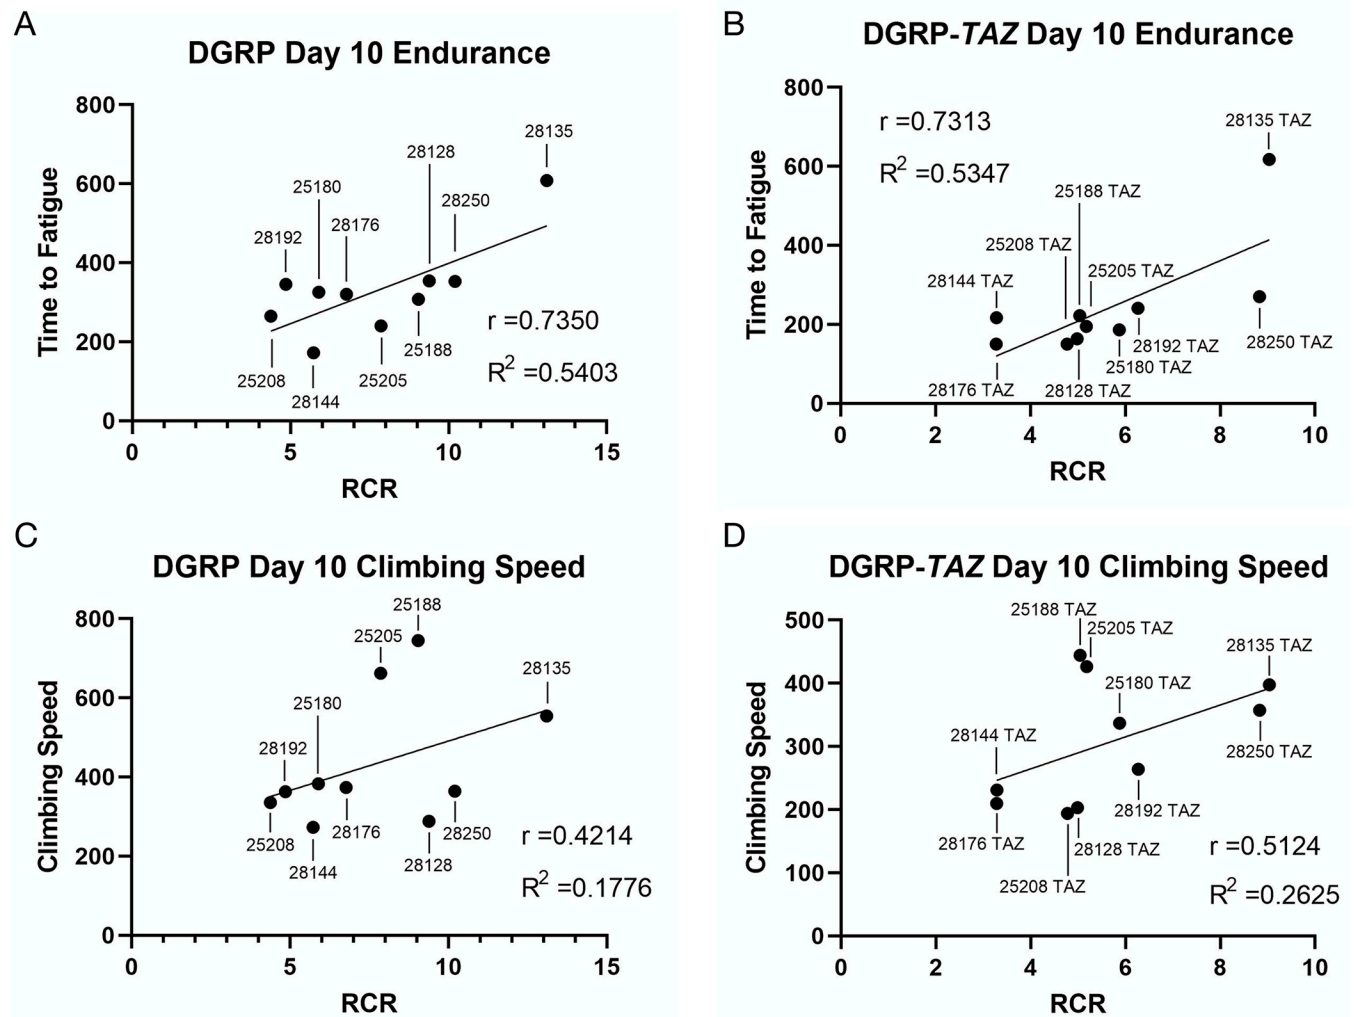 A
DGRP Day 10 Endurance
Time to Fatigue
800
600
400
200
0
0
5
10
15
RCR
28135
28128
25180
28250
28176
28192
25208
28144
25205
25188
r =0.7350
R2 =0.5403
B
DGRP-TAZ Day 10 Endurance
Time to Fatigue
800
600
400
200
0
0
2
4
6
8
10
RCR
r =0.7313
R2 =0.5347
28135 TAZ
25188 TAZ
25208 TAZ
25205 TAZ
28144 TAZ
28192 TAZ
28250 TAZ
25180 TAZ
28176 TAZ
28128 TAZ
C
DGRP Day 10 Climbing Speed
Climbing Speed
800
600
400
200
0
0
5
10
15
RCR
25188
25205
28135
25180
28192
28176
28250
25208
28144
28128
r =0.4214
R2 =0.1776
D
DGRP-TAZ Day 10 Climbing Speed
Climbing Speed
500
400
300
200
100
0
0
2
4
6
8
10
RCR
25188 TAZ
25205 TAZ
28135 TAZ
25180 TAZ
28144 TAZ
28250 TAZ
28192 TAZ
28176 TAZ
28128 TAZ
25208 TAZ
r =0.5124
R2 =0.2625